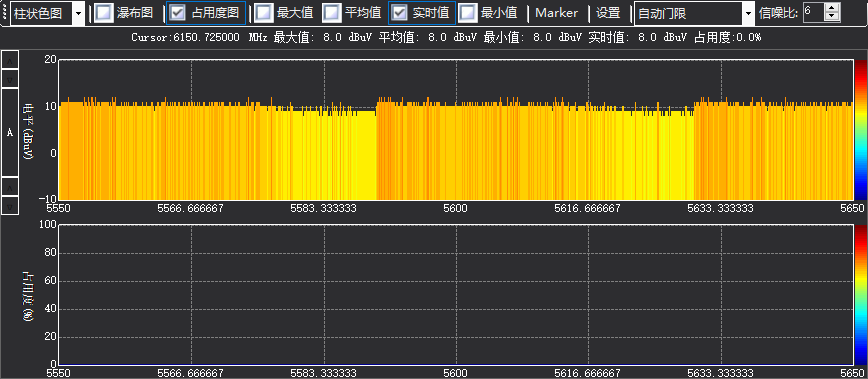 柱状色图 瀑布图 占用度图 最大值 平均值 实时值 最小值 Marker 设置 自动门限 信噪比: 6
Cursor:6150.725000 MHz 最大值: 8.0 dBuV 平均值: 8.0 dBuV 最小值: 8.0 dBuV 实时值: 8.0 dBuV 占用度:0.0%
A
电平(dBuV)
20
10
0
-10
5550 5566.666667 5583.333333 5600 5616.666667 5633.333333 5650
占用度(%)
100
80
60
40
20
0
5550 5566.666667 5583.333333 5600 5616.666667 5633.333333 5650